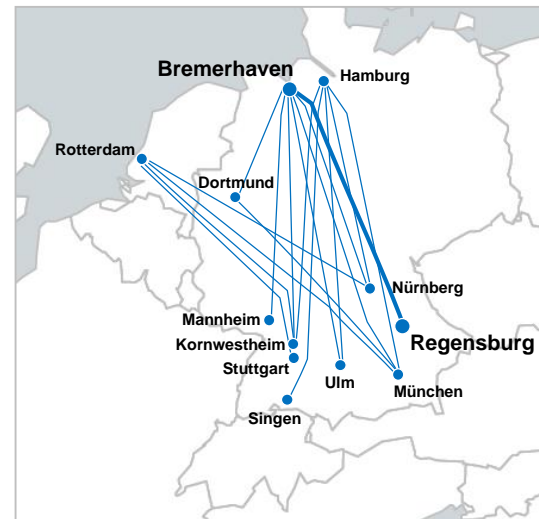 Bremerhaven
Hamburg
Rotterdam
Dortmund
Nürnberg
Mannheim
Regensburg
Kornwestheim
Stuttgart
Ulm
München
Singen